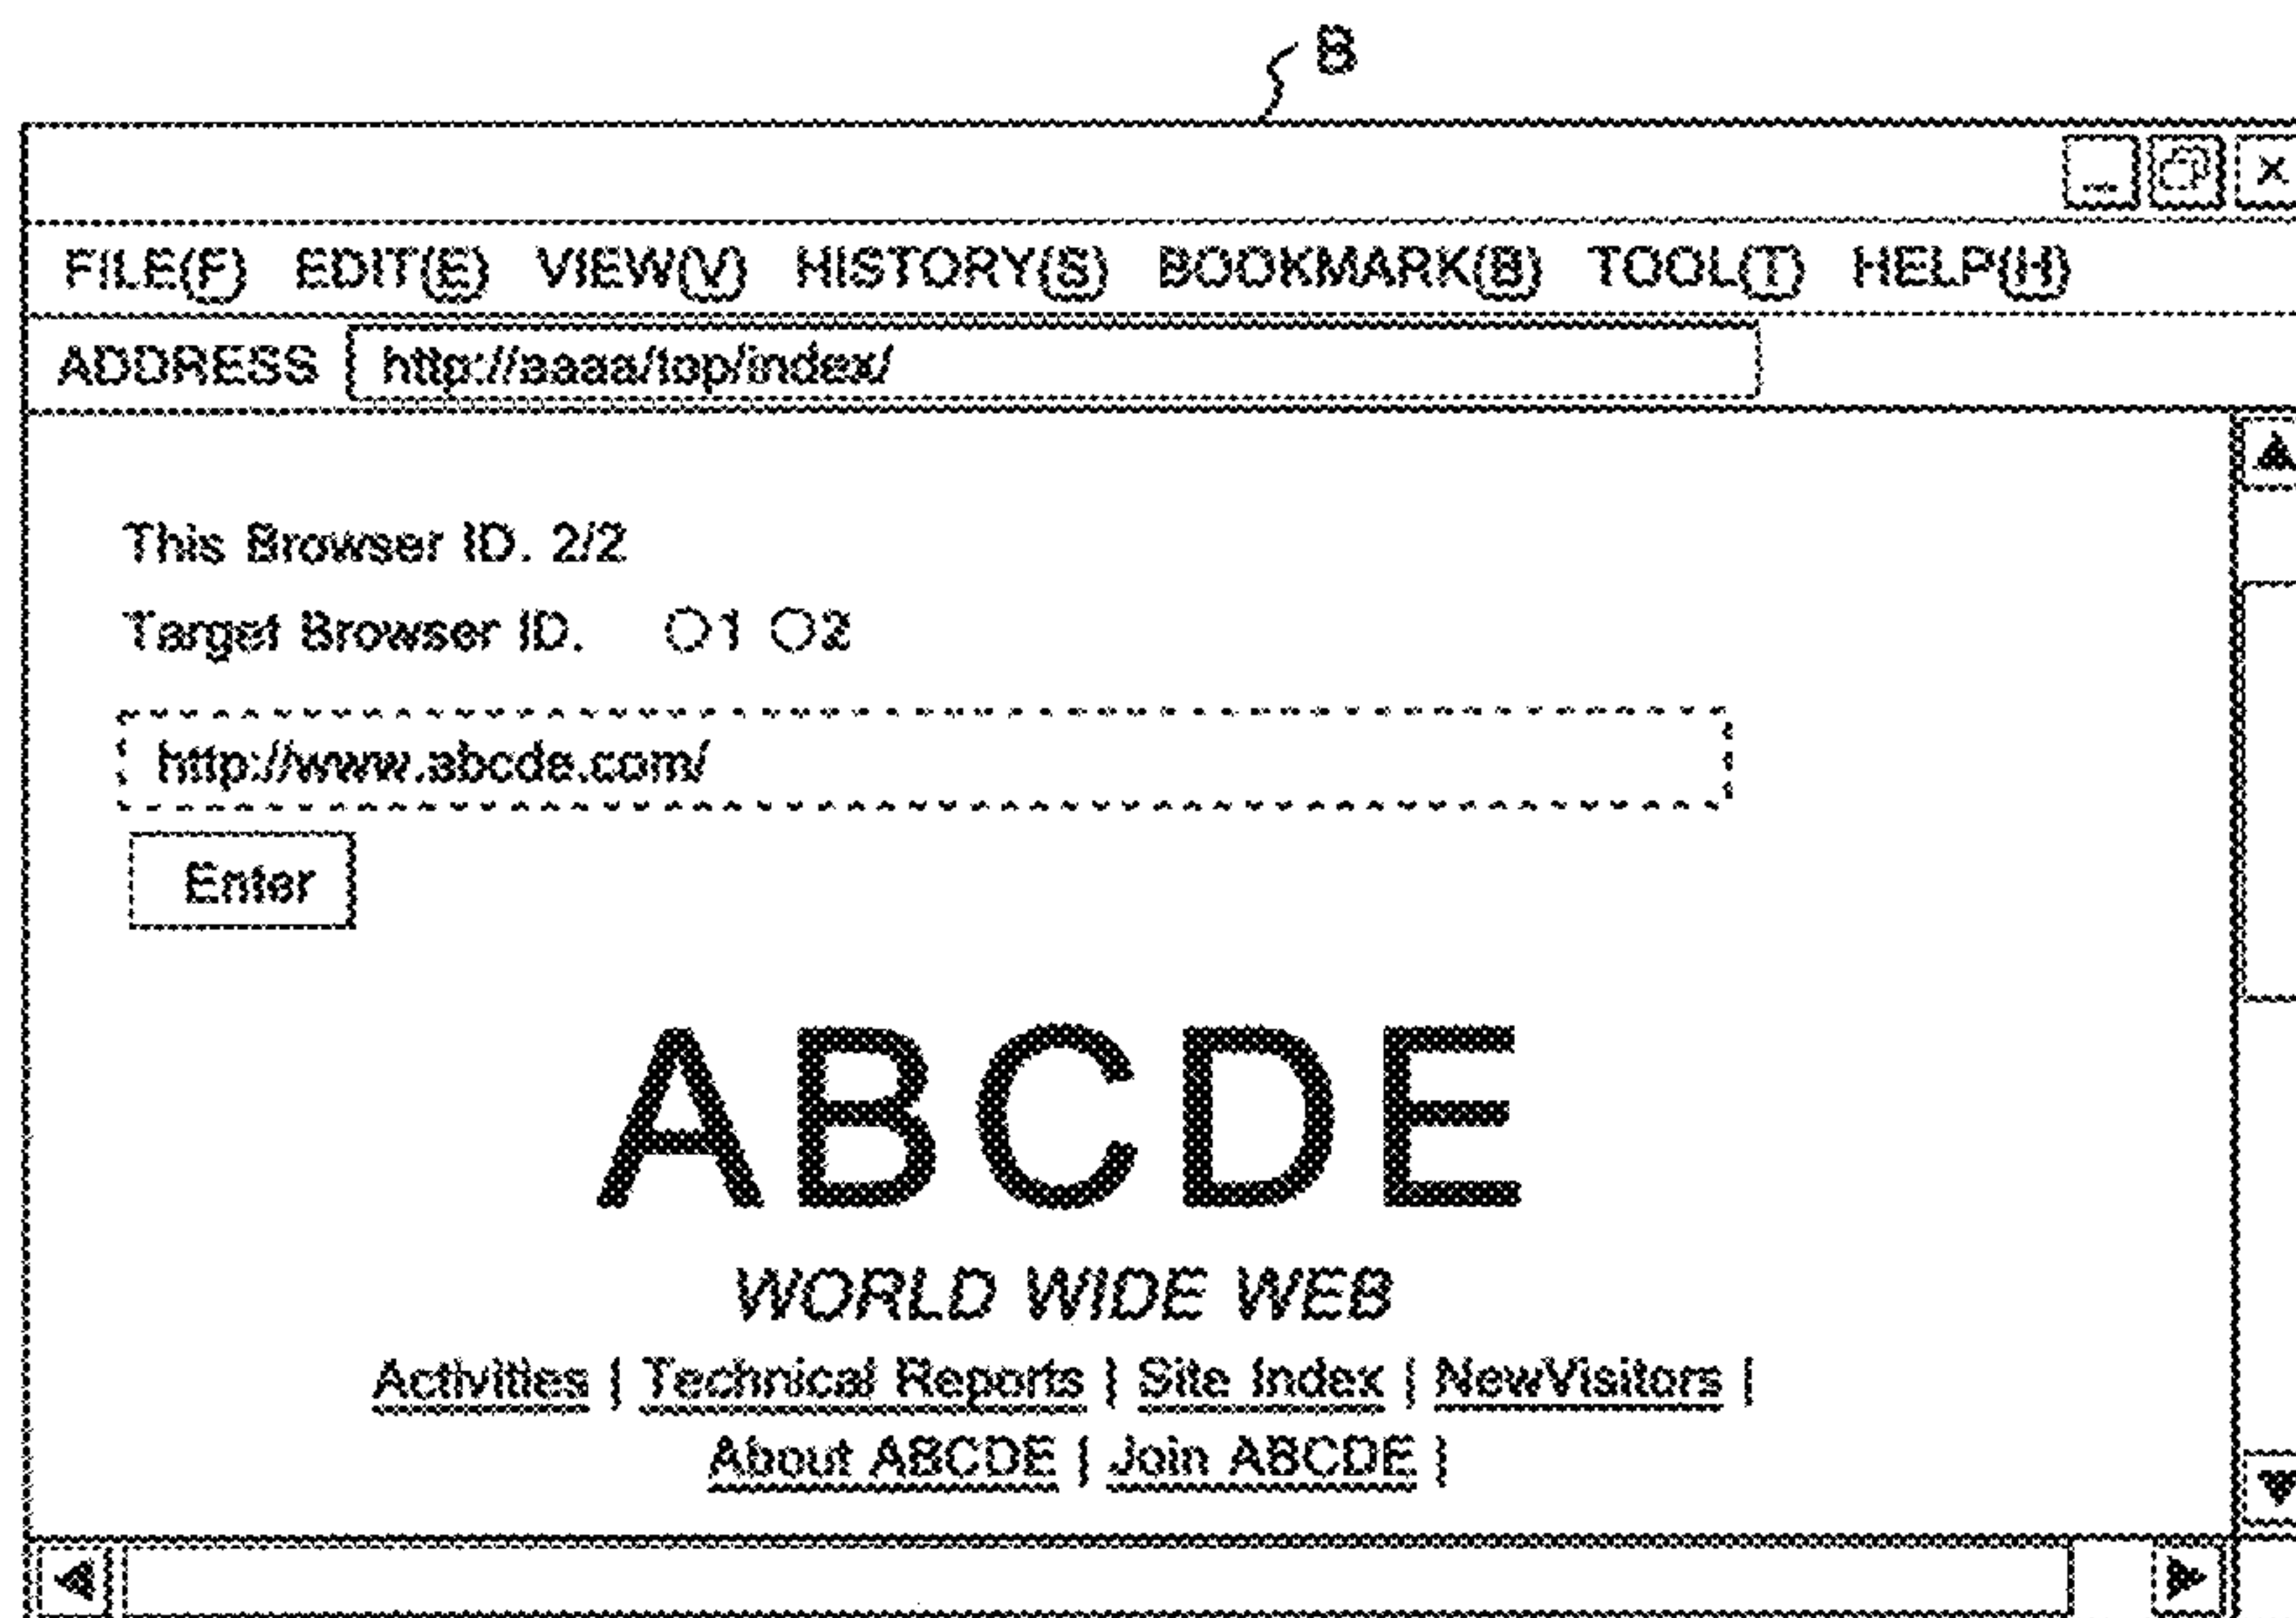 B
FILE(F) EDIT(E) VIEW(V) HISTORY(S) BOOKMARK(B) TOOL(T) HELP(H)
ADDRESS http://aaaa/top/index/
This Browser ID. 2/2
Target Browser ID. ○1 ○2
http://www.abcde.com/
Enter
ABCDE
WORLD WIDE WEB
Activities | Technical Reports | Site Index | NewVisitors |
About ABCDE | Join ABCDE |